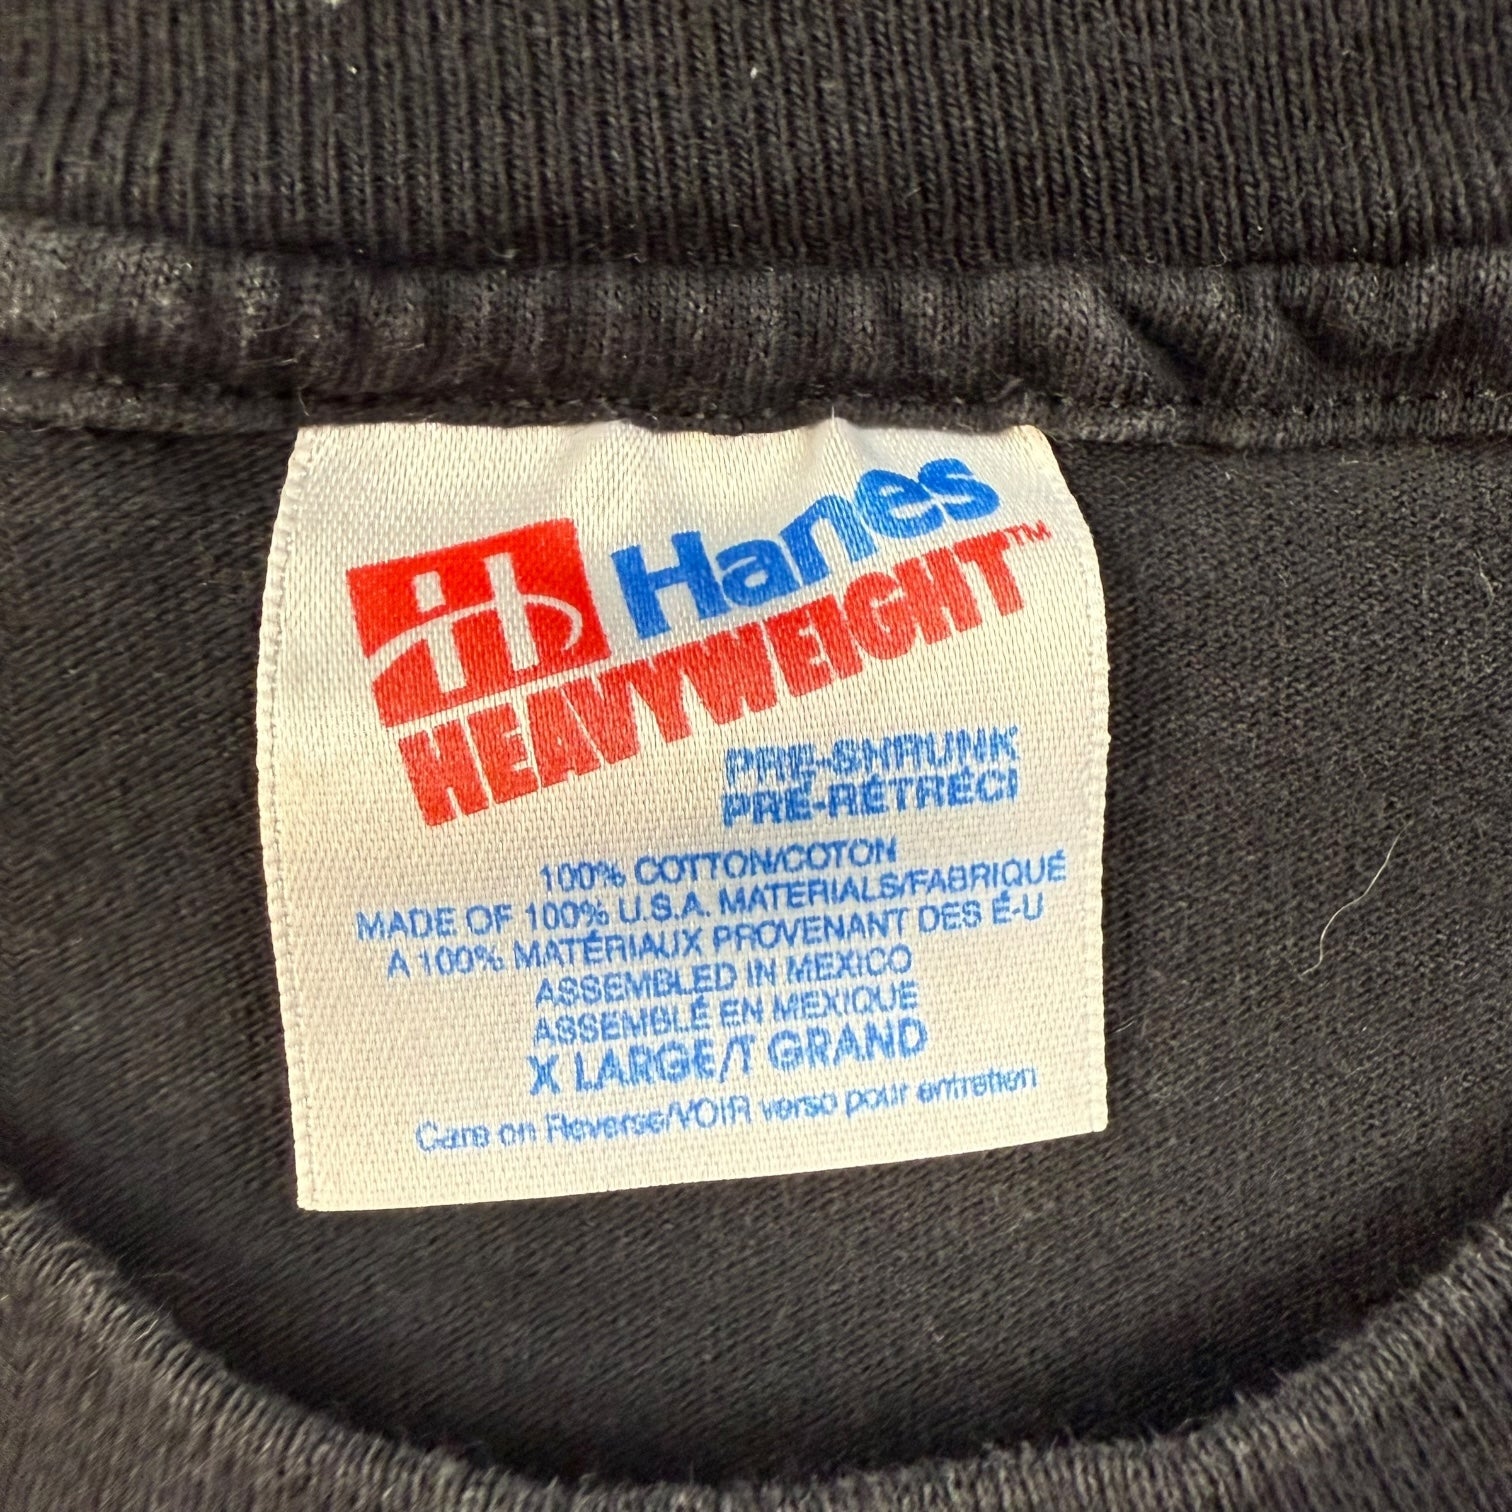 H Hanes
HEAVYWEIGHT™
PRE-SHRUNK
PRÉ-RÉTRÉCI
100% COTTON/COTON
MADE OF 100% U.S.A. MATERIALS/FABRIQUÉ
A 100% MATÉRIAUX PROVENANT DES É-U
ASSEMBLED IN MEXICO
ASSEMBLÉ EN MEXIQUE
X LARGE/T GRAND
Care on Reverse/VOIR verso pour entretien